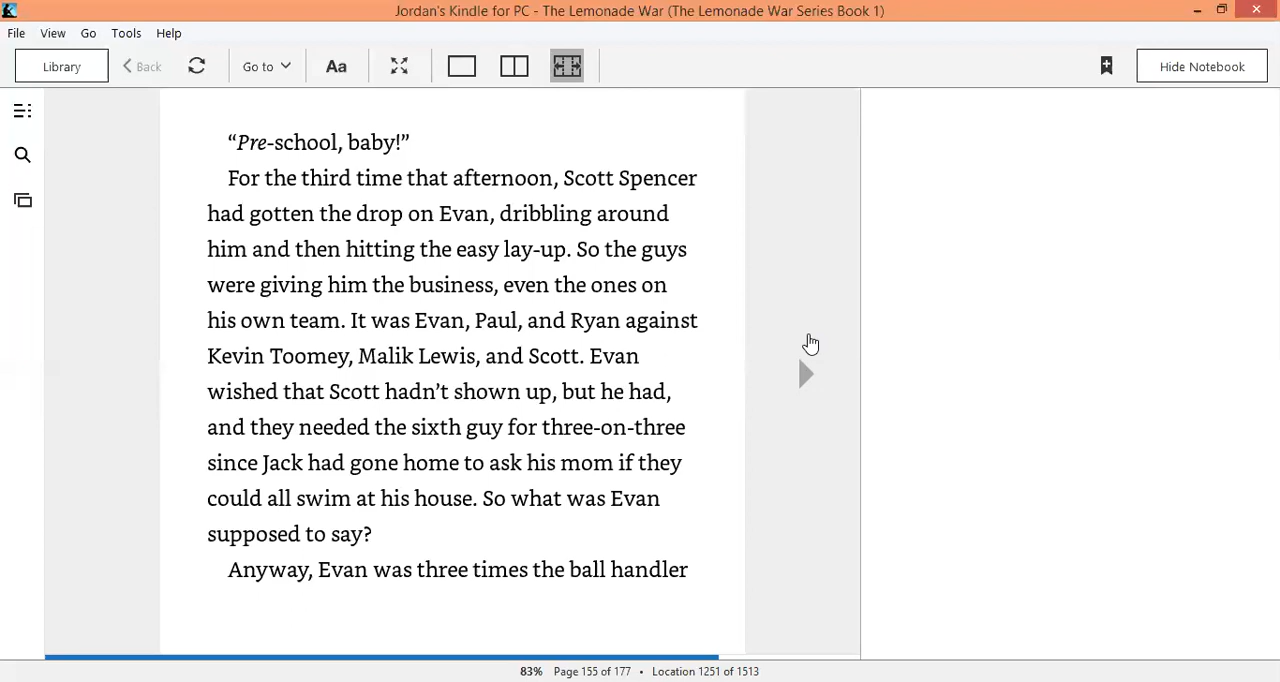 Jordan's Kindle for PC - The Lemonade War (The Lemonade War Series Book 1)
File View Go Tools Help
Library Back Go to Aa Hide Notebook
“Pre-school, baby!”
For the third time that afternoon, Scott Spencer
had gotten the drop on Evan, dribbling around
him and then hitting the easy lay-up. So the guys
were giving him the business, even the ones on
his own team. It was Evan, Paul, and Ryan against
Kevin Toomey, Malik Lewis, and Scott. Evan
wished that Scott hadn’t shown up, but he had,
and they needed the sixth guy for three-on-three
since Jack had gone home to ask his mom if they
could all swim at his house. So what was Evan
supposed to say?
Anyway, Evan was three times the ball handler
83% Page 155 of 177 • Location 1251 of 1513